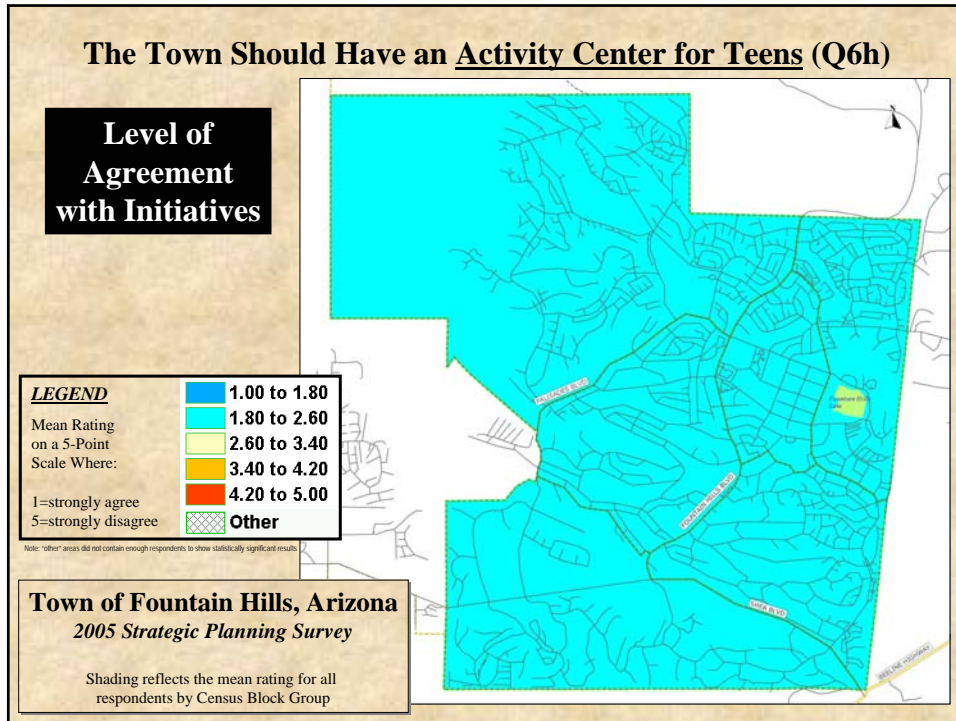 The Town Should Have an Activity Center for Teens (Q6h)
Level of
Agreement
with Initiatives
PALISADES BLVD
Fountain Hills
Lake
FOUNTAIN HILLS BLVD
SHEA BLVD
BEELINE HIGHWAY
LEGEND
Mean Rating
on a 5-Point
Scale Where:
1=strongly agree
5=strongly disagree
1.00 to 1.80
1.80 to 2.60
2.60 to 3.40
3.40 to 4.20
4.20 to 5.00
Other
Note: "other" areas did not contain enough respondents to show statistically significant results
Town of Fountain Hills, Arizona
2005 Strategic Planning Survey
Shading reflects the mean rating for all
respondents by Census Block Group